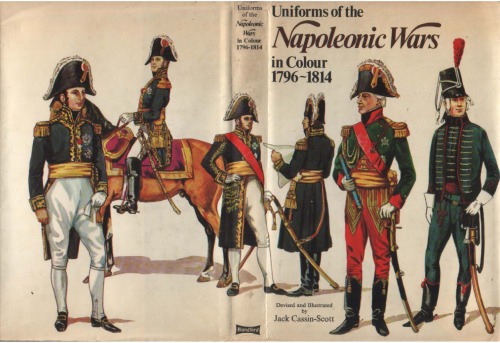 Uniforms
of the
Napoleonic
Wars
in Colour
1796-1814
Blandford
Uniforms of the
Napoleonic Wars
in Colour
1796~1814
Devised and Illustrated
by
Jack Cassin-Scott